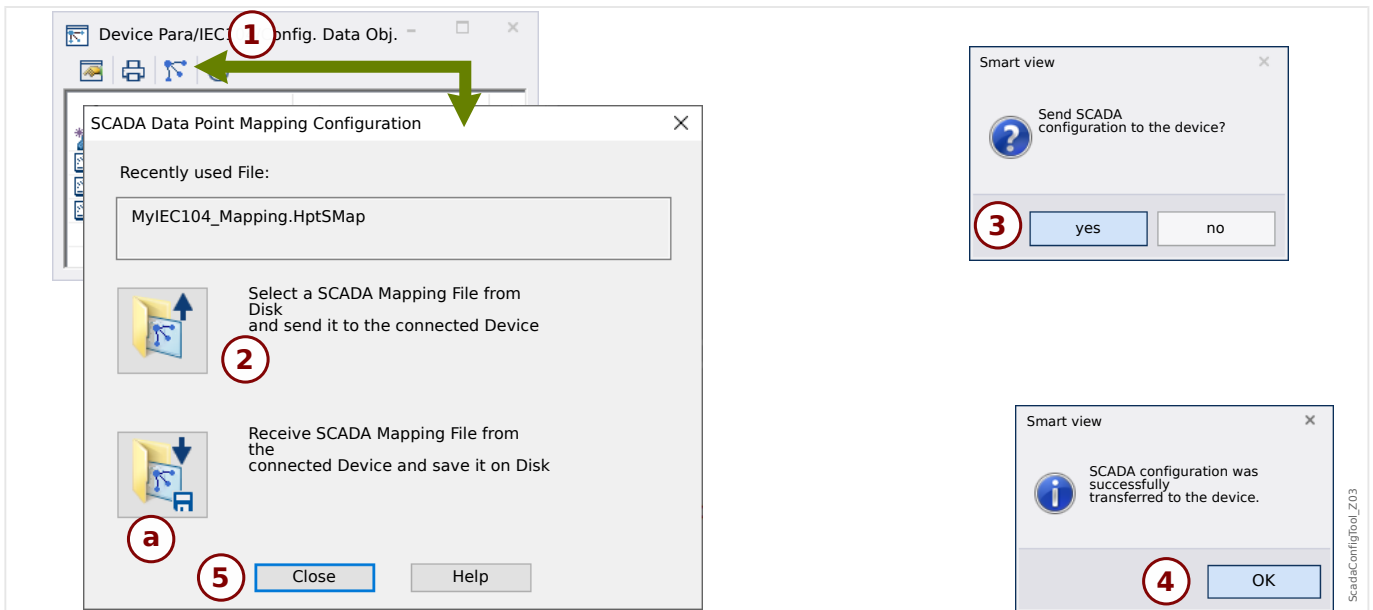 Device Para/IEC
1
onfig. Data Obj.
SCADA Data Point Mapping Configuration
Recently used File:
MyIEC104_Mapping.HptSMap
Select a SCADA Mapping File from
Disk
and send it to the connected Device
2
Receive SCADA Mapping File from
the
connected Device and save it on Disk
a
5
Close
Help
Smart view
Send SCADA
configuration to the device?
3
yes
no
Smart view
SCADA configuration was
successfully
transferred to the device.
4
OK
ScadaConfigTool_Z03